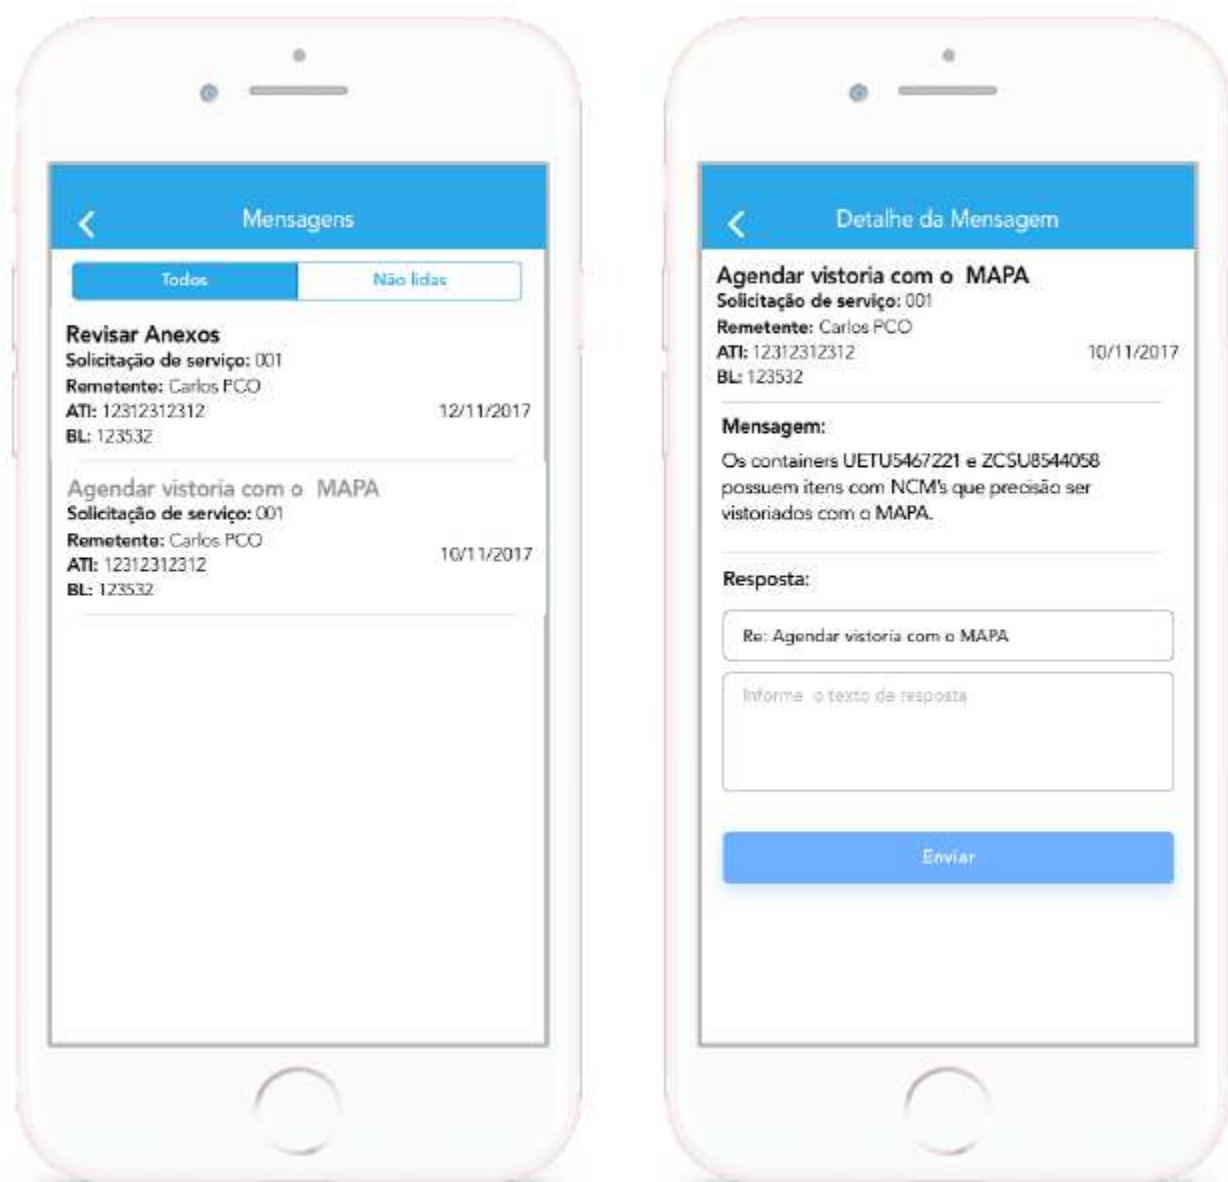 Mensagens
Todos
Não lidas
Revisar Anexos
Solicitação de serviço: 001
Remetente: Carlos PCO
ATI: 12312312312
12/11/2017
BL: 123532
Agendar vistoria com o MAPA
Solicitação de serviço: 001
Remetente: Carlos PCO
ATI: 12312312312
10/11/2017
BL: 123532
Detalhe da Mensagem
Agendar vistoria com o MAPA
Solicitação de serviço: 001
Remetente: Carlos PCO
ATI: 12312312312
10/11/2017
BL: 123532
Mensagem:
Os containers UETU5467221 e ZCSU8544058
possuem itens com NCM's que precisão ser
vistoriados com o MAPA.
Resposta:
Re: Agendar vistoria com o MAPA
Informe o texto de resposta
Enviar